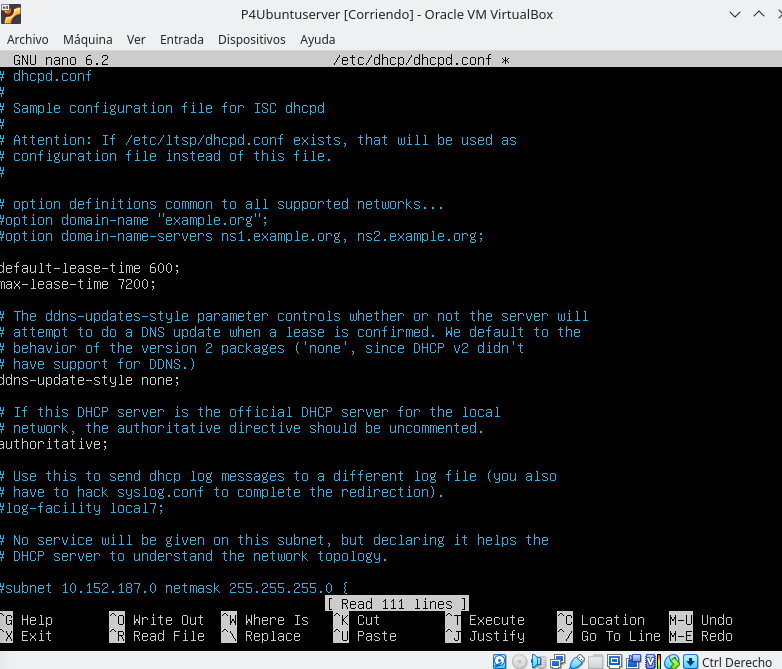 P4Ubuntuserver [Corriendo] - Oracle VM VirtualBox
Archivo Máquina Ver Entrada Dispositivos Ayuda
GNU nano 6.2 /etc/dhcp/dhcpd.conf *
# dhcpd.conf
#
# Sample configuration file for ISC dhcpd
#
# Attention: If /etc/ltsp/dhcpd.conf exists, that will be used as
# configuration file instead of this file.
#
# option definitions common to all supported networks...
#option domain-name "example.org";
#option domain-name-servers ns1.example.org, ns2.example.org;
default-lease-time 600;
max-lease-time 7200;
# The ddns-updates-style parameter controls whether or not the server will
# attempt to do a DNS update when a lease is confirmed. We default to the
# behavior of the version 2 packages ('none', since DHCP v2 didn't
# have support for DDNS.)
ddns-update-style none;
# If this DHCP server is the official DHCP server for the local
# network, the authoritative directive should be uncommented.
authoritative;
# Use this to send dhcp log messages to a different log file (you also
# have to hack syslog.conf to complete the redirection).
#log-facility local7;
# No service will be given on this subnet, but declaring it helps the
# DHCP server to understand the network topology.
#subnet 10.152.187.0 netmask 255.255.255.0 {
[ Read 111 lines ]
^G Help ^O Write Out ^W Where Is ^K Cut ^T Execute ^C Location M-U Undo
^X Exit ^R Read File ^\ Replace ^U Paste ^J Justify ^/ Go To Line M-E Redo
Ctrl Derecho